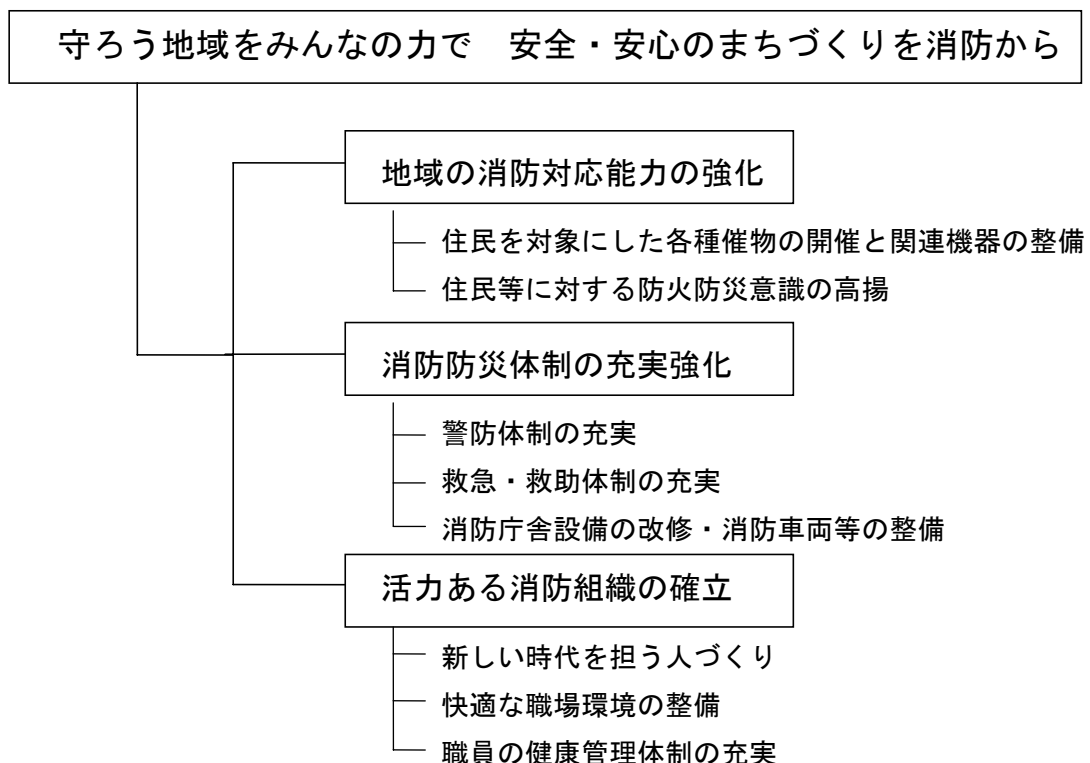 守ろう地域をみんなの力で　安全・安心のまちづくりを消防から
地域の消防対応能力の強化
住民を対象にした各種催物の開催と関連機器の整備
住民等に対する防火防災意識の高揚
消防防災体制の充実強化
警防体制の充実
救急・救助体制の充実
消防庁舎設備の改修・消防車両等の整備
活力ある消防組織の確立
新しい時代を担う人づくり
快適な職場環境の整備
職員の健康管理体制の充実